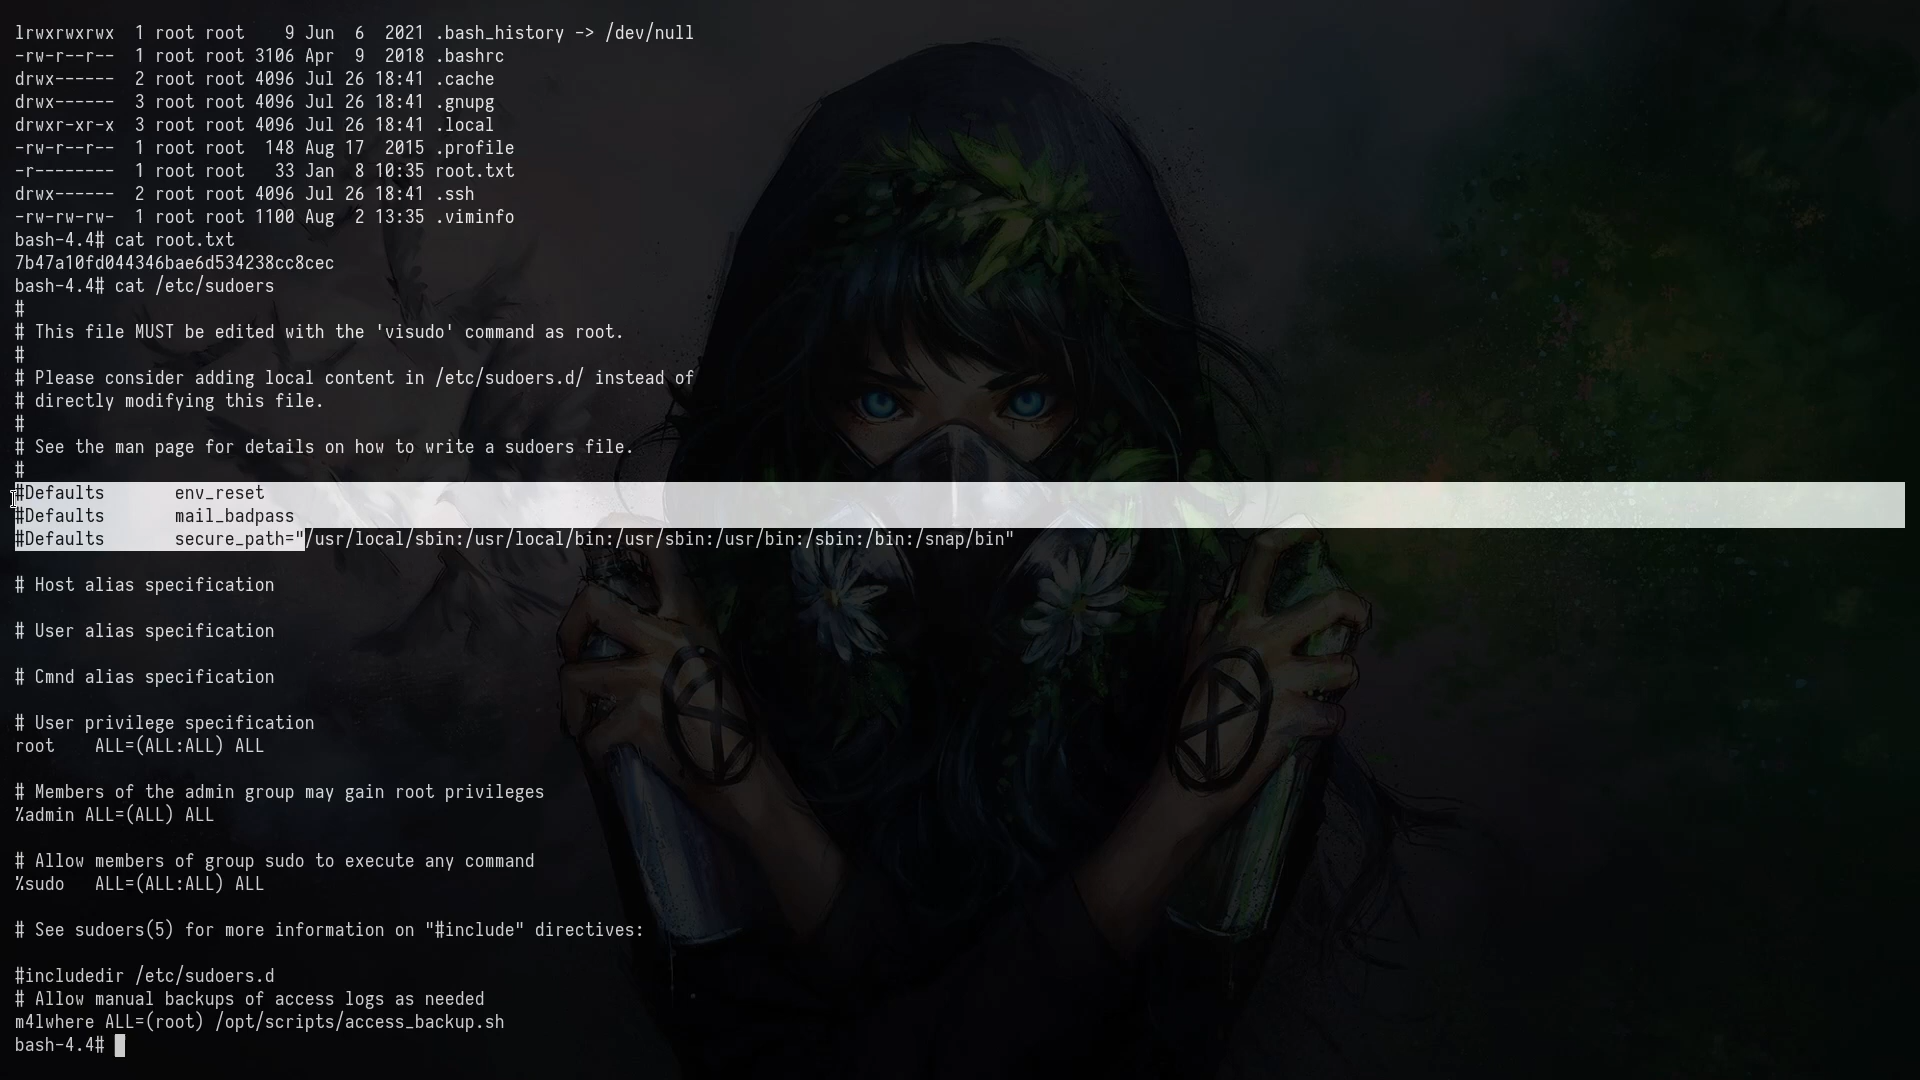 lrwxrwxrwx  1 root root    9 Jun  6  2021 .bash_history -> /dev/null
-rw-r--r--  1 root root 3106 Apr  9  2018 .bashrc
drwx------  2 root root 4096 Jul 26 18:41 .cache
drwx------  3 root root 4096 Jul 26 18:41 .gnupg
drwxr-xr-x  3 root root 4096 Jul 26 18:41 .local
-rw-r--r--  1 root root  148 Aug 17  2015 .profile
-r--------  1 root root   33 Jan  8 10:35 root.txt
drwx------  2 root root 4096 Jul 26 18:41 .ssh
-rw-rw-rw-  1 root root 1100 Aug  2 13:35 .viminfo
bash-4.4# cat root.txt
7b47a10fd044346bae6d534238cc8cec
bash-4.4# cat /etc/sudoers
#
# This file MUST be edited with the 'visudo' command as root.
#
# Please consider adding local content in /etc/sudoers.d/ instead of
# directly modifying this file.
#
# See the man page for details on how to write a sudoers file.
#
#Defaults       env_reset
#Defaults       mail_badpass
#Defaults       secure_path="/usr/local/sbin:/usr/local/bin:/usr/sbin:/usr/bin:/sbin:/bin:/snap/bin"

# Host alias specification

# User alias specification

# Cmnd alias specification

# User privilege specification
root    ALL=(ALL:ALL) ALL

# Members of the admin group may gain root privileges
%admin ALL=(ALL) ALL

# Allow members of group sudo to execute any command
%sudo   ALL=(ALL:ALL) ALL

# See sudoers(5) for more information on "#include" directives:

#includedir /etc/sudoers.d
# Allow manual backups of access logs as needed
m4lwhere ALL=(root) /opt/scripts/access_backup.sh
bash-4.4#